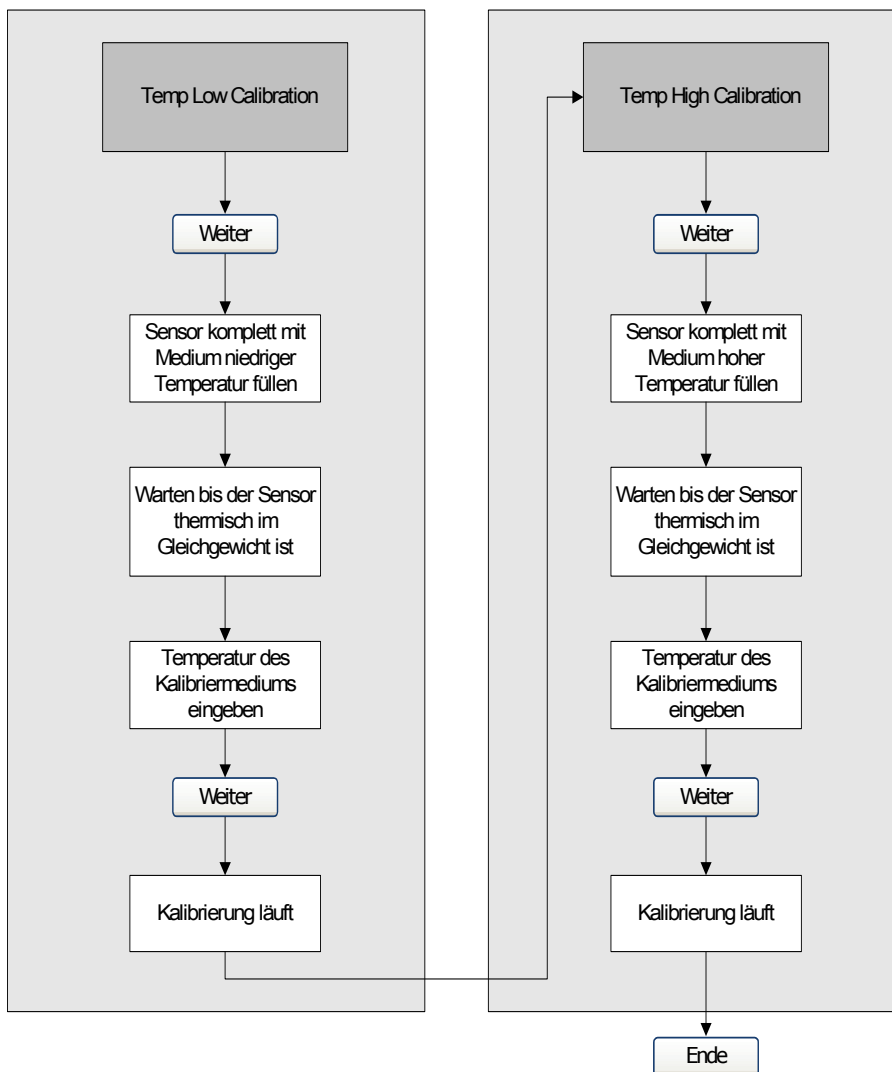 Temp Low Calibration
Weiter
Sensor komplett mit
Medium niedriger
Temperatur füllen
Warten bis der Sensor
thermisch im
Gleichgewicht ist
Temperatur des
Kalibriermediums
eingeben
Weiter
Kalibrierung läuft
Temp High Calibration
Weiter
Sensor komplett mit
Medium hoher
Temperatur füllen
Warten bis der Sensor
thermisch im
Gleichgewicht ist
Temperatur des
Kalibriermediums
eingeben
Weiter
Kalibrierung läuft
Ende